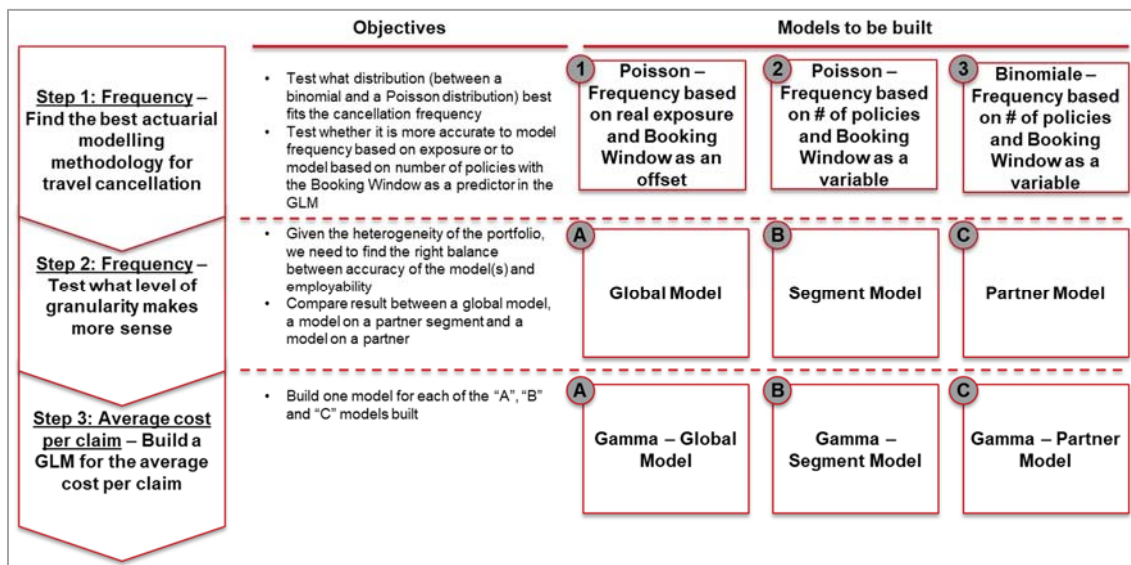 Objectives
Models to be built
Step 1: Frequency –
Find the best actuarial
modelling
methodology for
travel cancellation
• Test what distribution (between a
binomial and a Poisson distribution) best
fits the cancellation frequency
• Test whether it is more accurate to model
frequency based on exposure or to
model based on number of policies with
the Booking Window as a predictor in the
GLM
1
Poisson –
Frequency based
on real exposure
and Booking
Window as an
offset
2
Poisson –
Frequency based
on # of policies
and Booking
Window as a
variable
3
Binomiale –
Frequency based
on # of policies
and Booking
Window as a
variable
Step 2: Frequency –
Test what level of
granularity makes
more sense
• Given the heterogeneity of the portfolio,
we need to find the right balance
between accuracy of the model(s) and
employability
• Compare result between a global model,
a model on a partner segment and a
model on a partner
A
Global Model
B
Segment Model
C
Partner Model
Step 3: Average cost
per claim – Build a
GLM for the average
cost per claim
• Build one model for each of the “A”, “B”
and “C” models built
A
Gamma – Global
Model
B
Gamma –
Segment Model
C
Gamma – Partner
Model